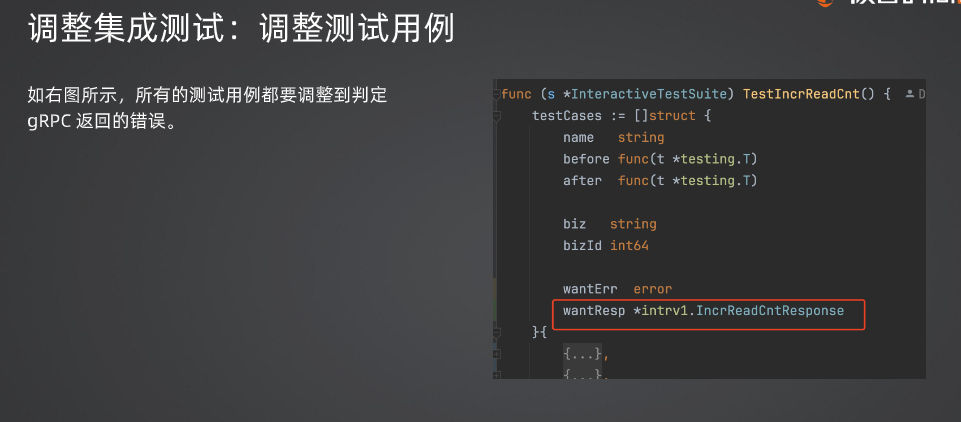 调整集成测试：调整测试用例
如右图所示，所有的测试用例都要调整到判定
gRPC 返回的错误。
func (s *InteractiveTestSuite) TestIncrReadCnt() {
testCases := []struct {
name string
before func(t *testing.T)
after func(t *testing.T)
biz string
bizId int64
wantErr error
wantResp *intrv1.IncrReadCntResponse
}{
{...},
{...},